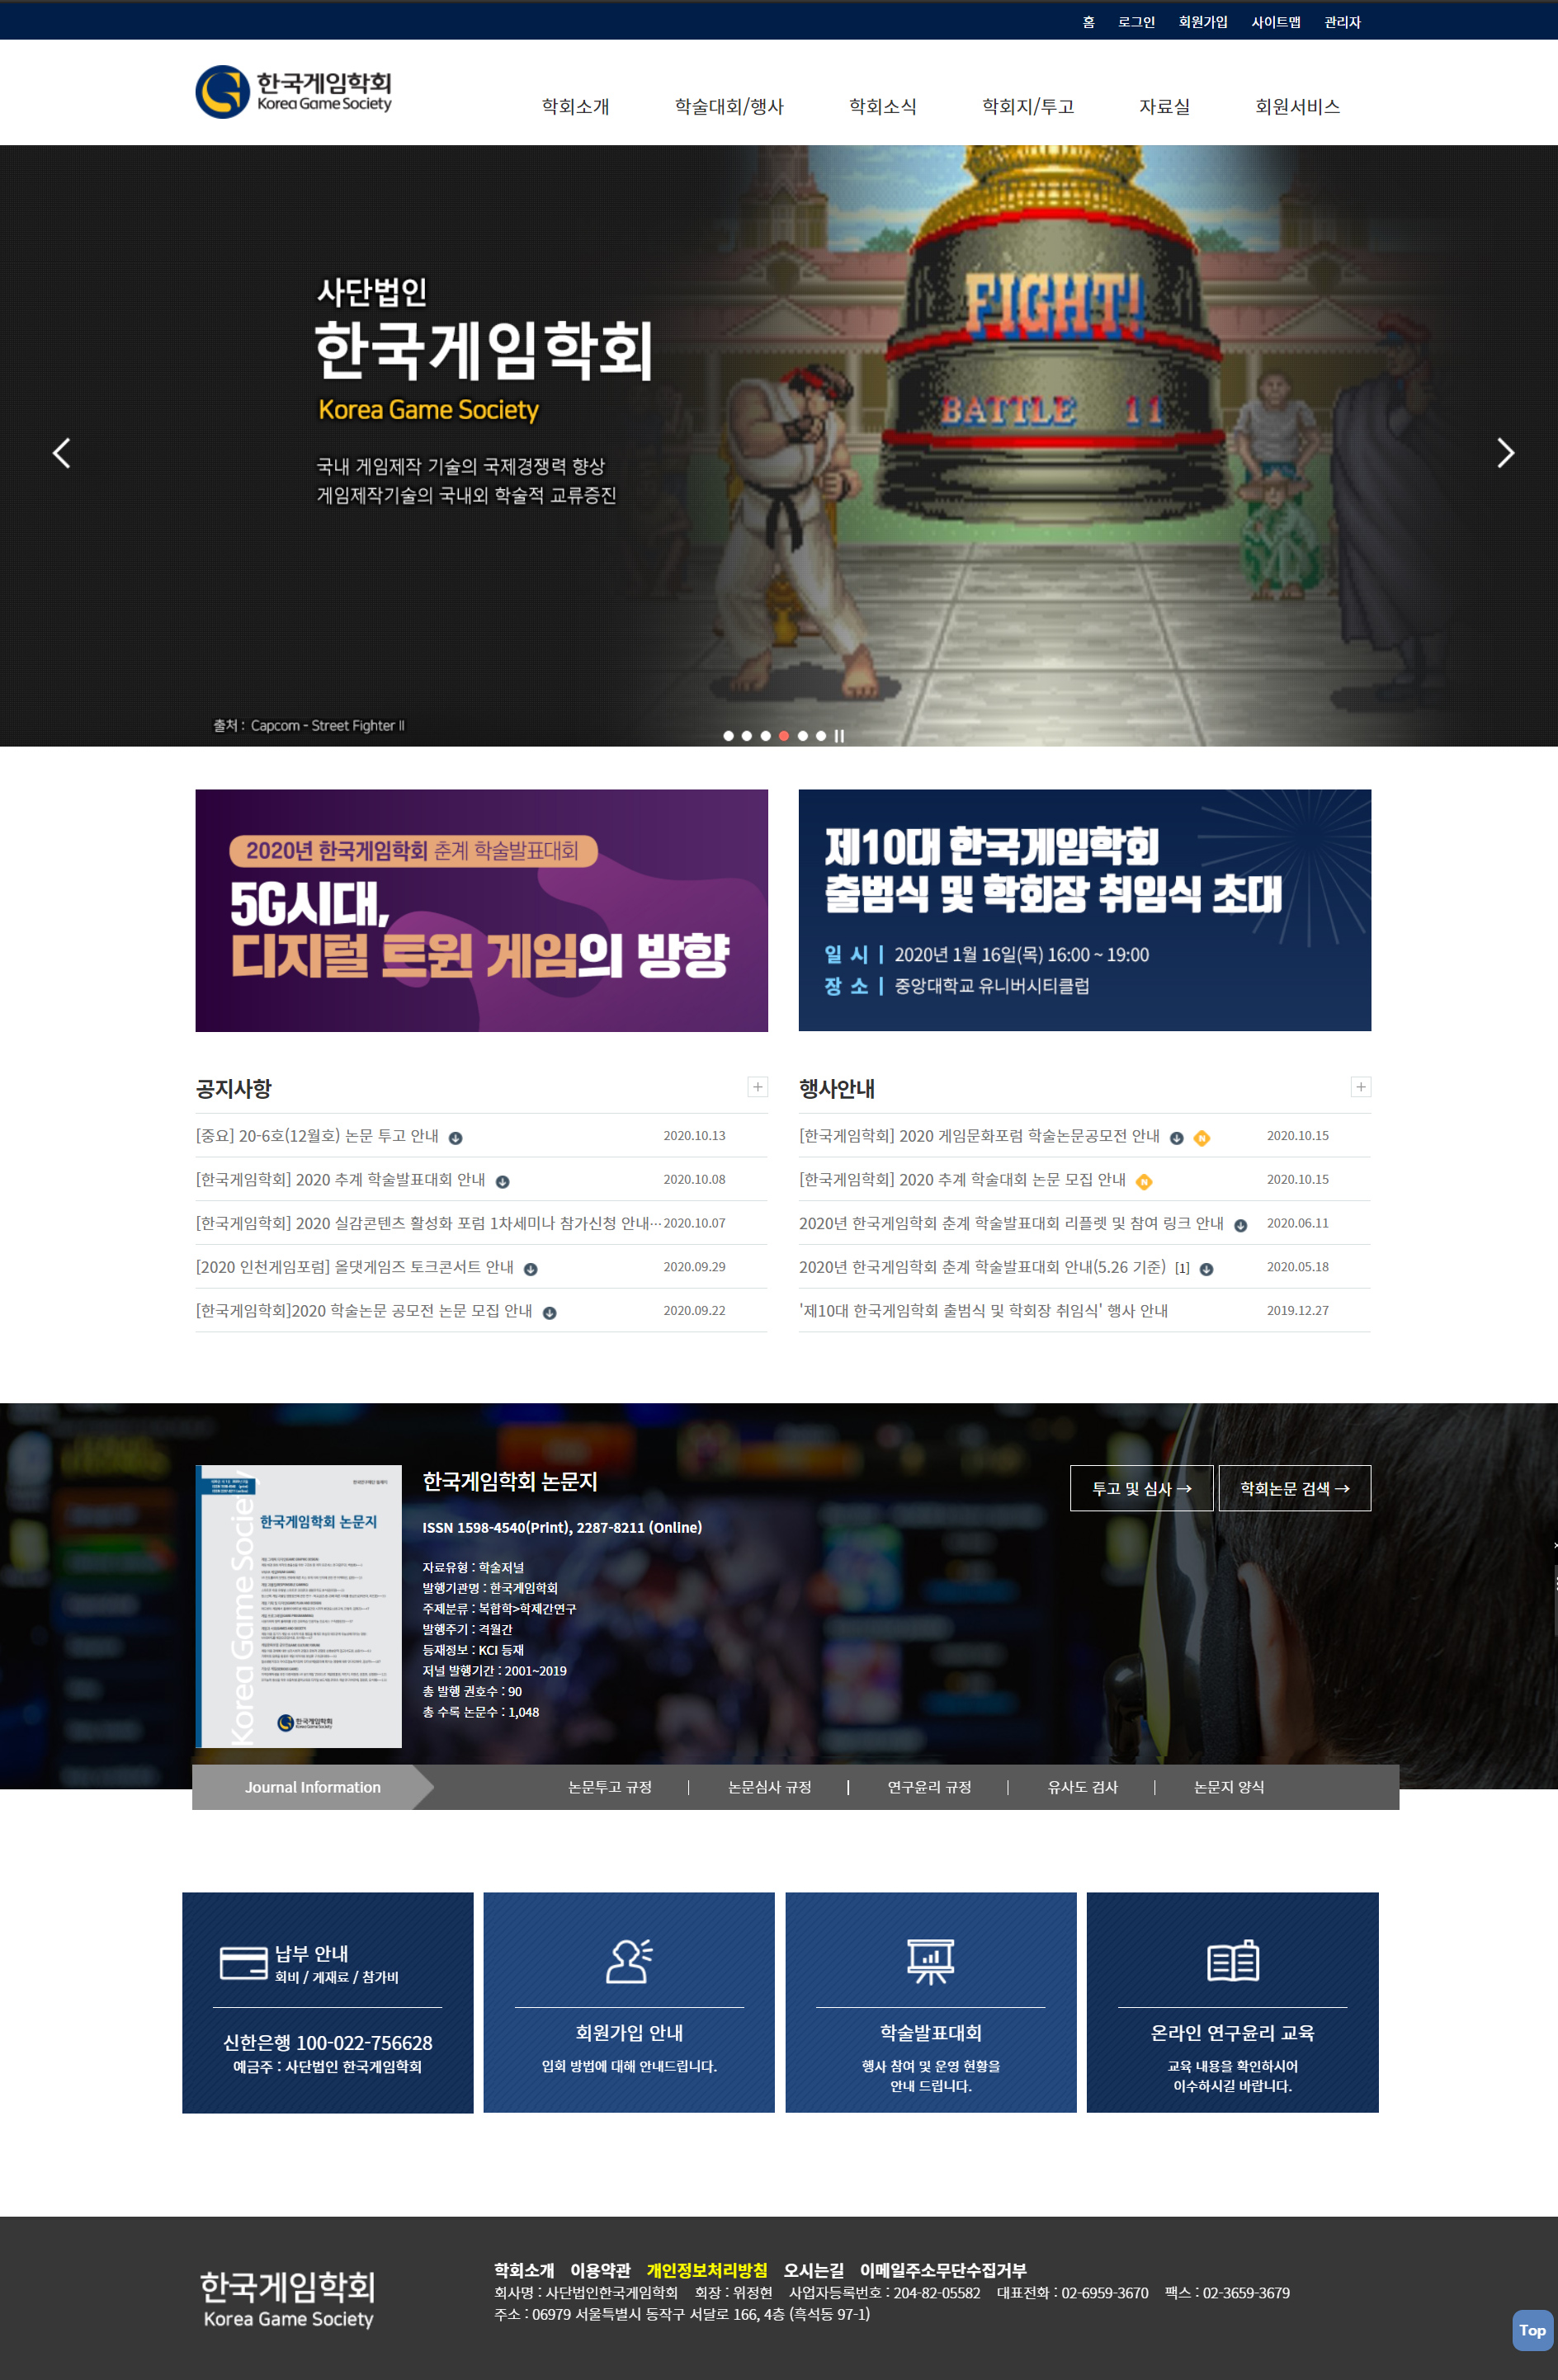 홈 로그인 회원가입 사이트맵 관리자
한국게임학회
Korea Game Society
학회소개 학술대회/행사 학회소식 학회지/투고 자료실 회원서비스
사단법인
한국게임학회
Korea Game Society
국내 게임제작 기술의 국제경쟁력 향상
게임제작기술의 국내외 학술적 교류증진
FIGHT!
BATTLE 11
출처 : Capcom - Street Fighter II
2020년 한국게임학회 춘계 학술발표대회
5G시대,
디지털 트윈 게임의 방향
제10대 한국게임학회
출범식 및 학회장 취임식 초대
일 시 | 2020년 1월 16일(목) 16:00 ~ 19:00
장 소 | 중앙대학교 유니버시티클럽
공지사항
[중요] 20-6호(12월호) 논문 투고 안내 2020.10.13
[한국게임학회] 2020 추계 학술발표대회 안내 2020.10.08
[한국게임학회] 2020 실감콘텐츠 활성화 포럼 1차세미나 참가신청 안내… 2020.10.07
[2020 인천게임포럼] 올댓게임즈 토크콘서트 안내 2020.09.29
[한국게임학회]2020 학술논문 공모전 논문 모집 안내 2020.09.22
행사안내
[한국게임학회] 2020 게임문화포럼 학술논문공모전 안내 N 2020.10.15
[한국게임학회] 2020 추계 학술대회 논문 모집 안내 N 2020.10.15
2020년 한국게임학회 춘계 학술발표대회 리플렛 및 참여 링크 안내 2020.06.11
2020년 한국게임학회 춘계 학술발표대회 안내(5.26 기준) [1] 2020.05.18
'제10대 한국게임학회 출범식 및 학회장 취임식' 행사 안내 2019.12.27
한국게임학회 논문지
Korea Game Society
한국게임학회
Korea Game Society
한국게임학회 논문지
ISSN 1598-4540(Print), 2287-8211 (Online)
자료유형 : 학술저널
발행기관명 : 한국게임학회
주제분류 : 복합학>학제간연구
발행주기 : 격월간
등재정보 : KCI 등재
저널 발행기간 : 2001~2019
총 발행 권호수 : 90
총 수록 논문수 : 1,048
투고 및 심사 →
학회논문 검색 →
Journal Information
논문투고 규정 | 논문심사 규정 | 연구윤리 규정 | 유사도 검사 | 논문지 양식
납부 안내
회비 / 게재료 / 참가비
신한은행 100-022-756628
예금주 : 사단법인 한국게임학회
회원가입 안내
입회 방법에 대해 안내드립니다.
학술발표대회
행사 참여 및 운영 현황을
안내 드립니다.
온라인 연구윤리 교육
교육 내용을 확인하시어
이수하시길 바랍니다.
한국게임학회
Korea Game Society
학회소개 이용약관 개인정보처리방침 오시는길 이메일주소무단수집거부
회사명 : 사단법인한국게임학회 회장 : 위정현 사업자등록번호 : 204-82-05582 대표전화 : 02-6959-3670 팩스 : 02-3659-3679
주소 : 06979 서울특별시 동작구 서달로 166, 4층 (흑석동 97-1)
Top